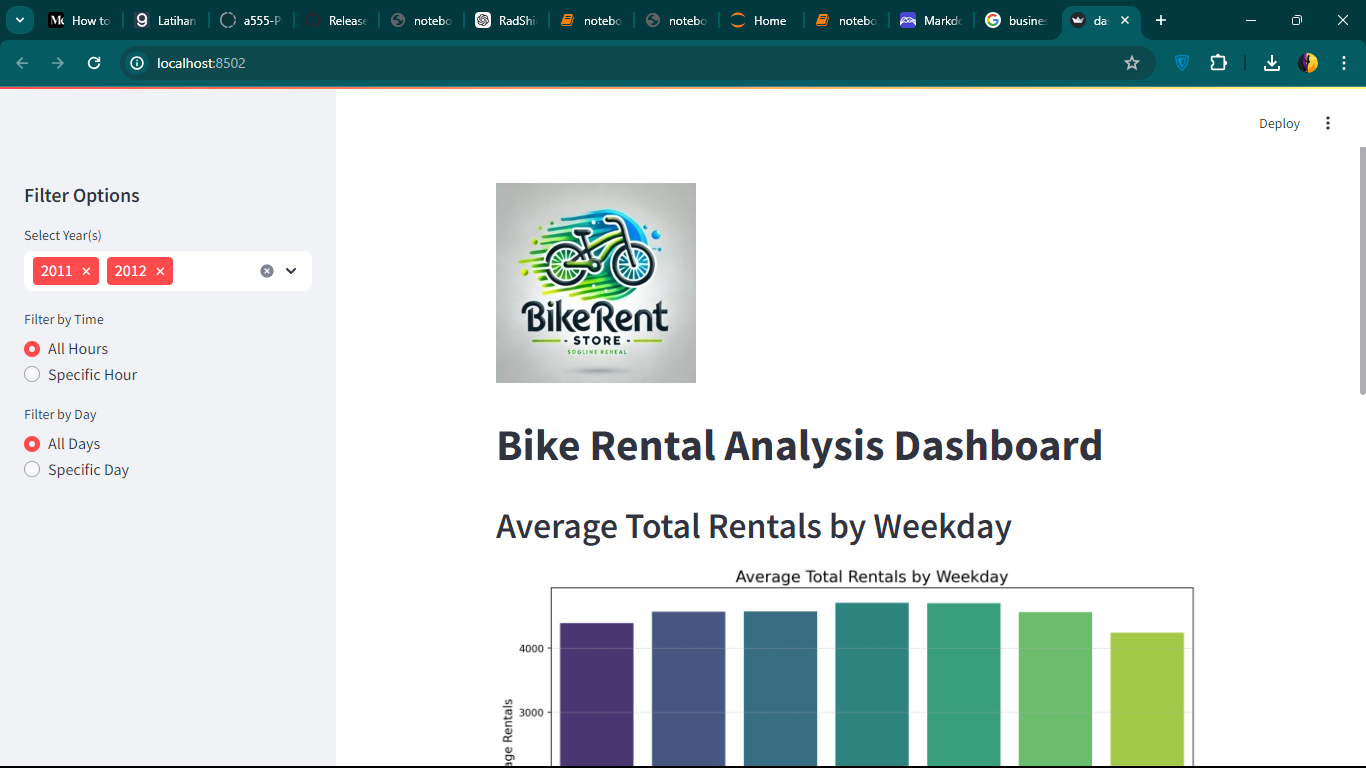 How to
Latihan
a555-P
Release
notebo
RadShi
notebo
notebo
Home
notebo
Markdo
busine
da
localhost:8502
Deploy
Filter Options
Select Year(s)
2011
2012
Filter by Time
All Hours
Specific Hour
Filter by Day
All Days
Specific Day
BikeRent
- STORE -
SOGLINE REREAL
Bike Rental Analysis Dashboard
Average Total Rentals by Weekday
Average Total Rentals by Weekday
4000
3000
age Rentals